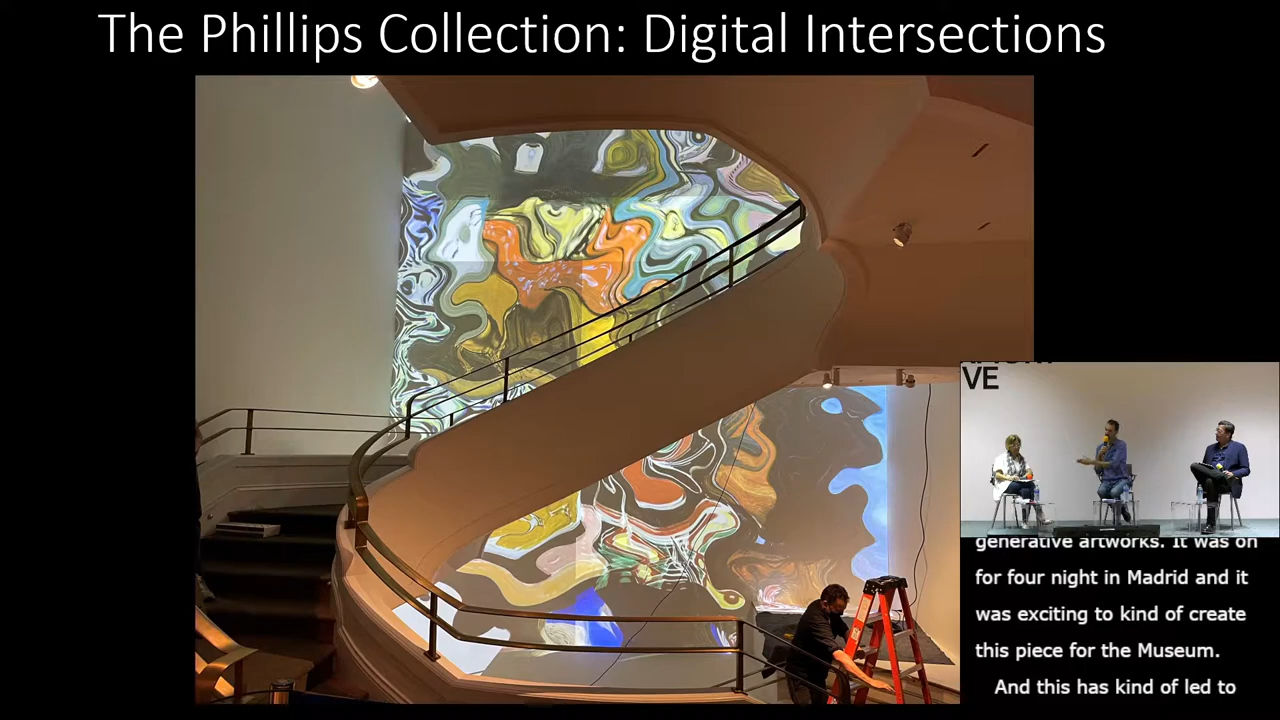 The Phillips Collection: Digital Intersections
VE
generative artworks. It was on
for four night in Madrid and it
was exciting to kind of create
this piece for the Museum.
And this has kind of led to